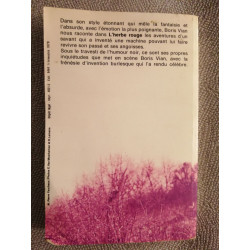 Dans son style étonnant qui mêle la fantaisie et
l'absurde, avec l'émotion la plus poignante, Boris Vian
nous raconte dans L'herbe rouge les aventures d'un
savant qui a inventé une machine pouvant lui faire
revivre son passé et ses angoisses.
Sous le travesti de l'humour noir, ce sont ses propres
inquiétudes que met en scène Boris Vian, avec la
frénésie d'invention burlesque qui l'a rendu célèbre.